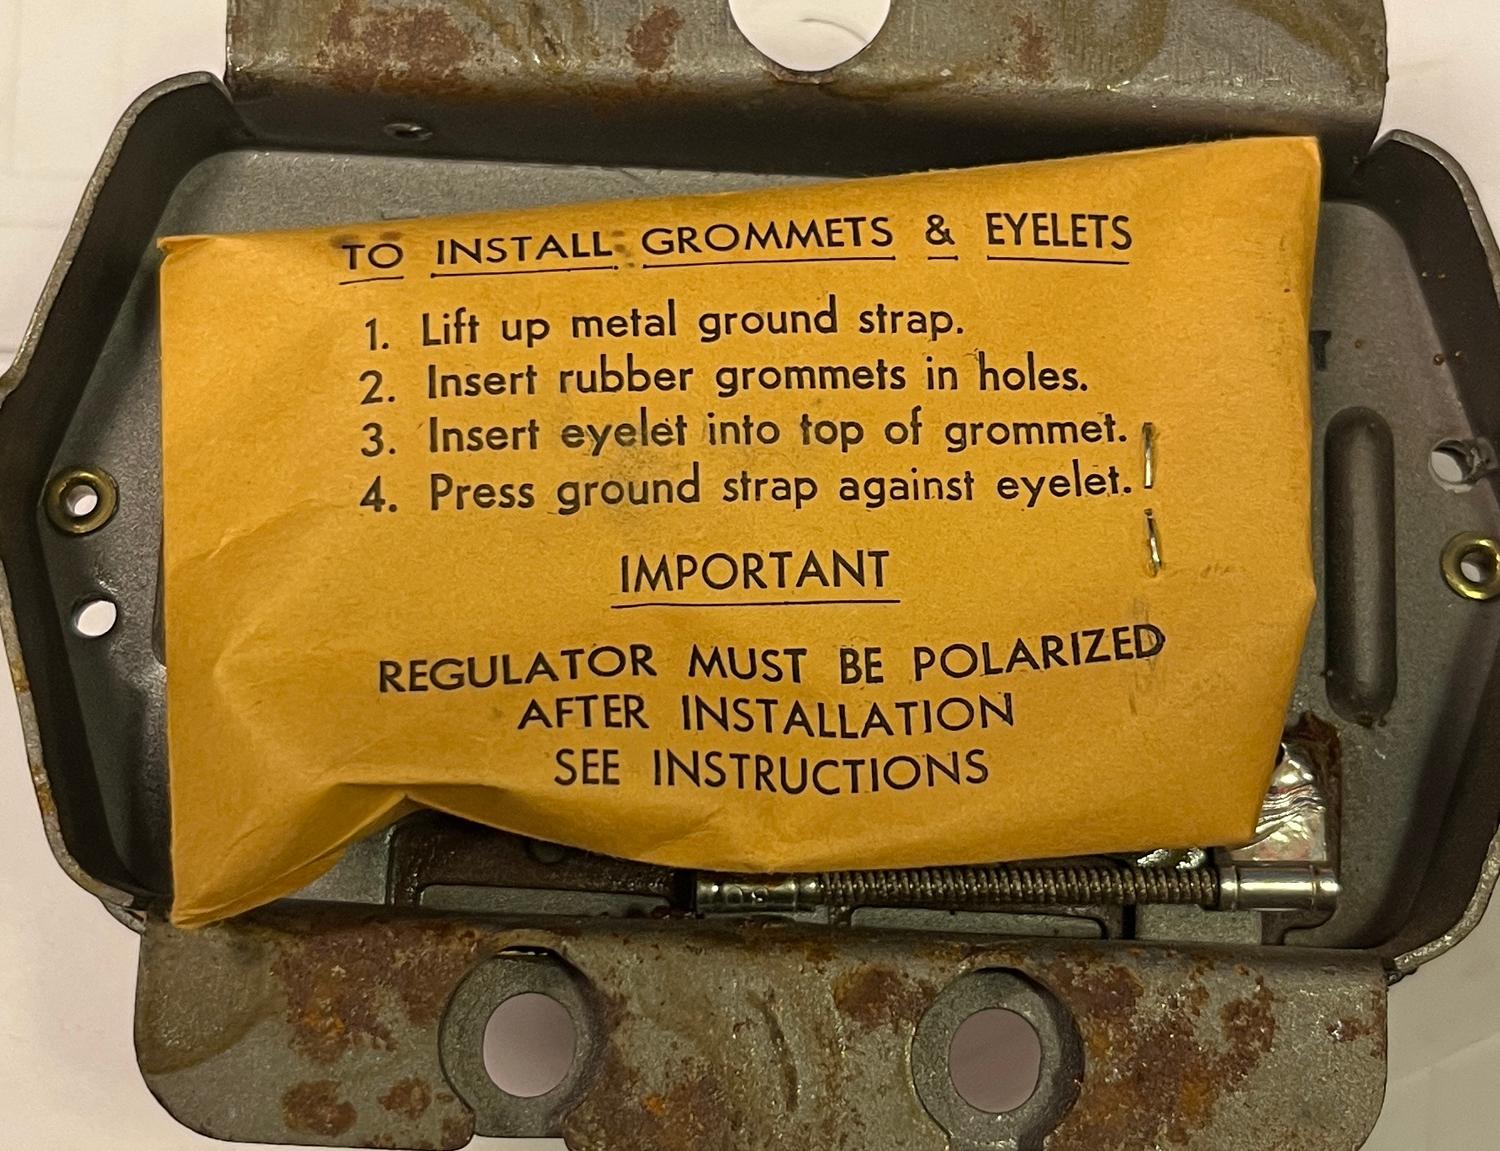 TO INSTALL GROMMETS & EYELETS
1. Lift up metal ground strap.
2. Insert rubber grommets in holes.
3. Insert eyelet into top of grommet.
4. Press ground strap against eyelet.
IMPORTANT
REGULATOR MUST BE POLARIZED
AFTER INSTALLATION
SEE INSTRUCTIONS